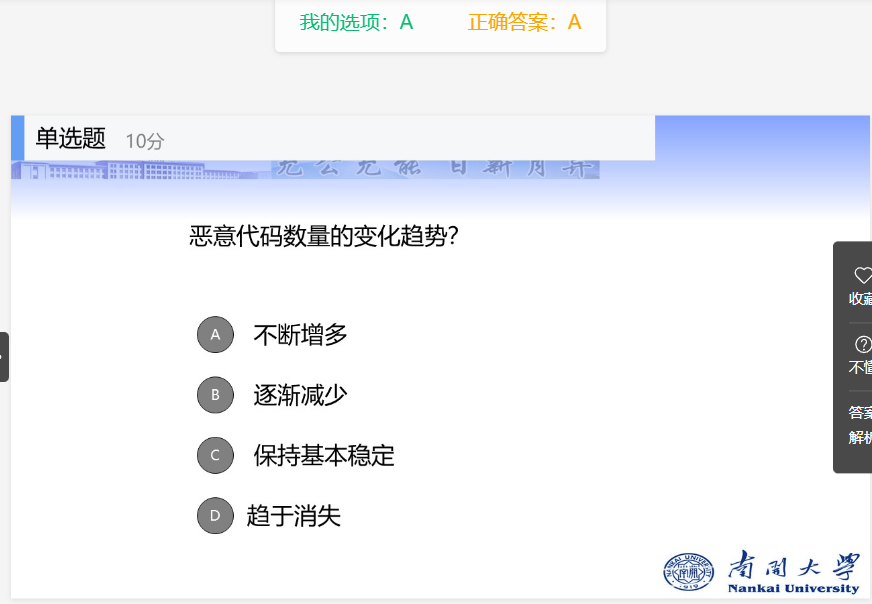 我的选项：A 正确答案：A
单选题 10分
允公允能 日新月异
恶意代码数量的变化趋势？
A 不断增多
B 逐渐减少
C 保持基本稳定
D 趋于消失
收藏
不懂
答案
解析
南开大学
Nankai University